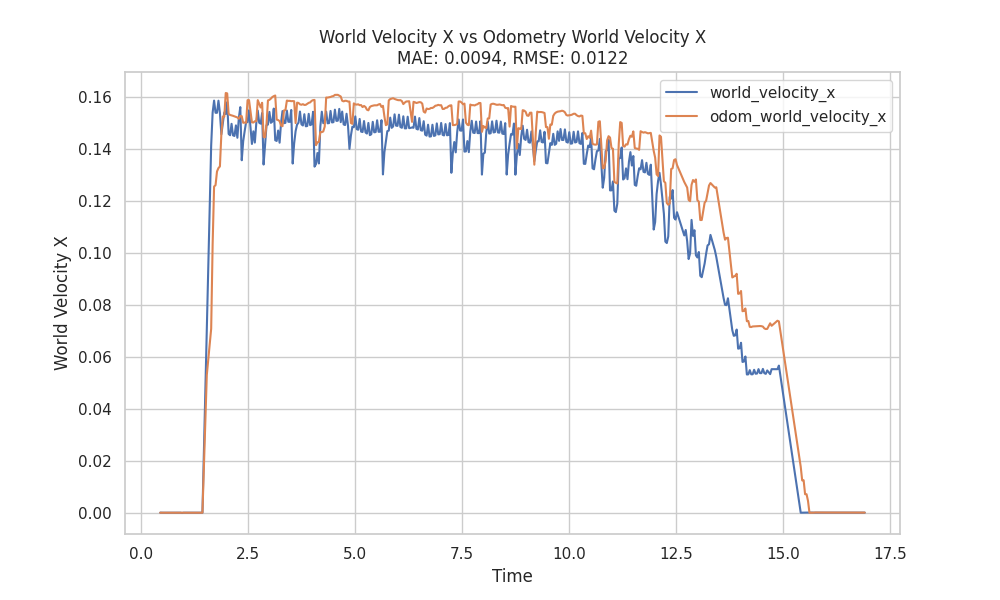 World Velocity X vs Odometry World Velocity X
MAE: 0.0094, RMSE: 0.0122
world_velocity_x
odom_world_velocity_x
World Velocity X
0.16
0.14
0.12
0.10
0.08
0.06
0.04
0.02
0.00
0.0 2.5 5.0 7.5 10.0 12.5 15.0 17.5
Time